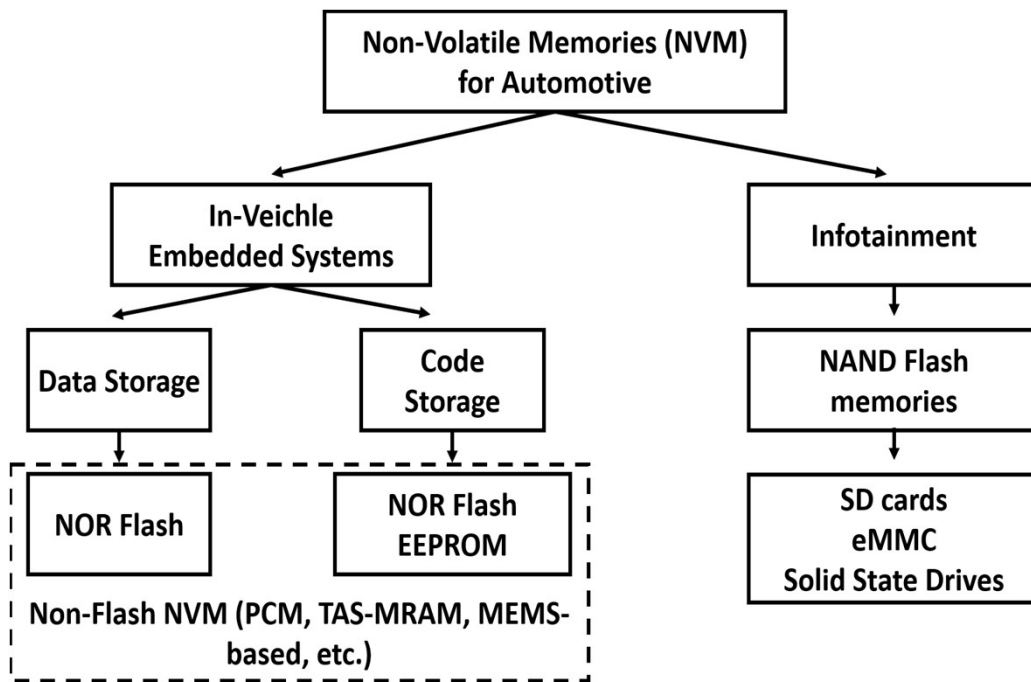 Non-Volatile Memories (NVM)
for Automotive
In-Veichle
Embedded Systems
Infotainment
Data Storage
Code
Storage
NAND Flash
memories
NOR Flash
NOR Flash
EEPROM
SD cards
eMMC
Solid State Drives
Non-Flash NVM (PCM, TAS-MRAM, MEMS-
based, etc.)